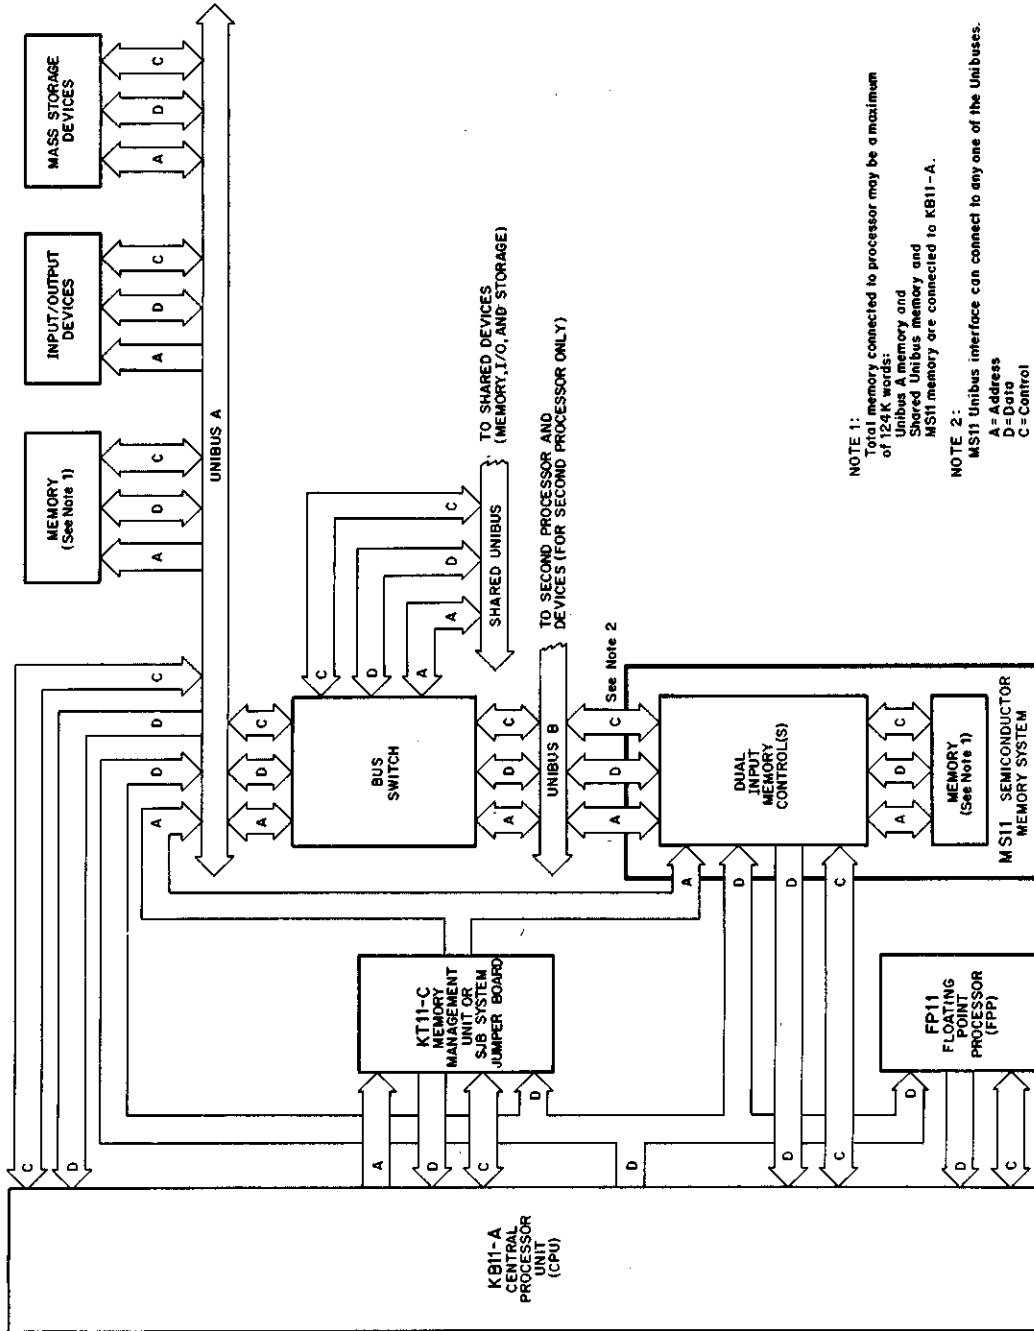 MEMORY
(See Note 1)
INPUT/OUTPUT
DEVICES
MASS STORAGE
DEVICES
A
D
C
A
D
C
A
D
C
UNIBUS A
C
D
D
A
C
A
D
C
BUS
SWITCH
C
D
A
C
D
A
SHARED UNIBUS
TO SHARED DEVICES
(MEMORY, I/O, AND STORAGE)
A
D
C
UNIBUS B
TO SECOND PROCESSOR AND
DEVICES (FOR SECOND PROCESSOR ONLY)
See Note 2
A
D
C
DUAL
INPUT
MEMORY
CONTROL(S)
A
D
C
MEMORY
(See Note 1)
MS11 SEMICONDUCTOR
MEMORY SYSTEM
A
D
D
C
KT11-C
MEMORY
MANAGEMENT
UNIT OR
SJB SYSTEM
JUMPER BOARD
D
FP11
FLOATING
POINT
PROCESSOR
(FPP)
D
C
D
A
D
C
D
D
C
D
C
KB11-A
CENTRAL
PROCESSOR
UNIT
(CPU)
NOTE 1:
Total memory connected to processor may be a maximum
of 124K words:
Unibus A memory and
Shared Unibus memory and
MS11 memory are connected to KB11-A.
NOTE 2:
MS11 Unibus interface can connect to any one of the Unibuses.
A = Address
D = Data
C = Control